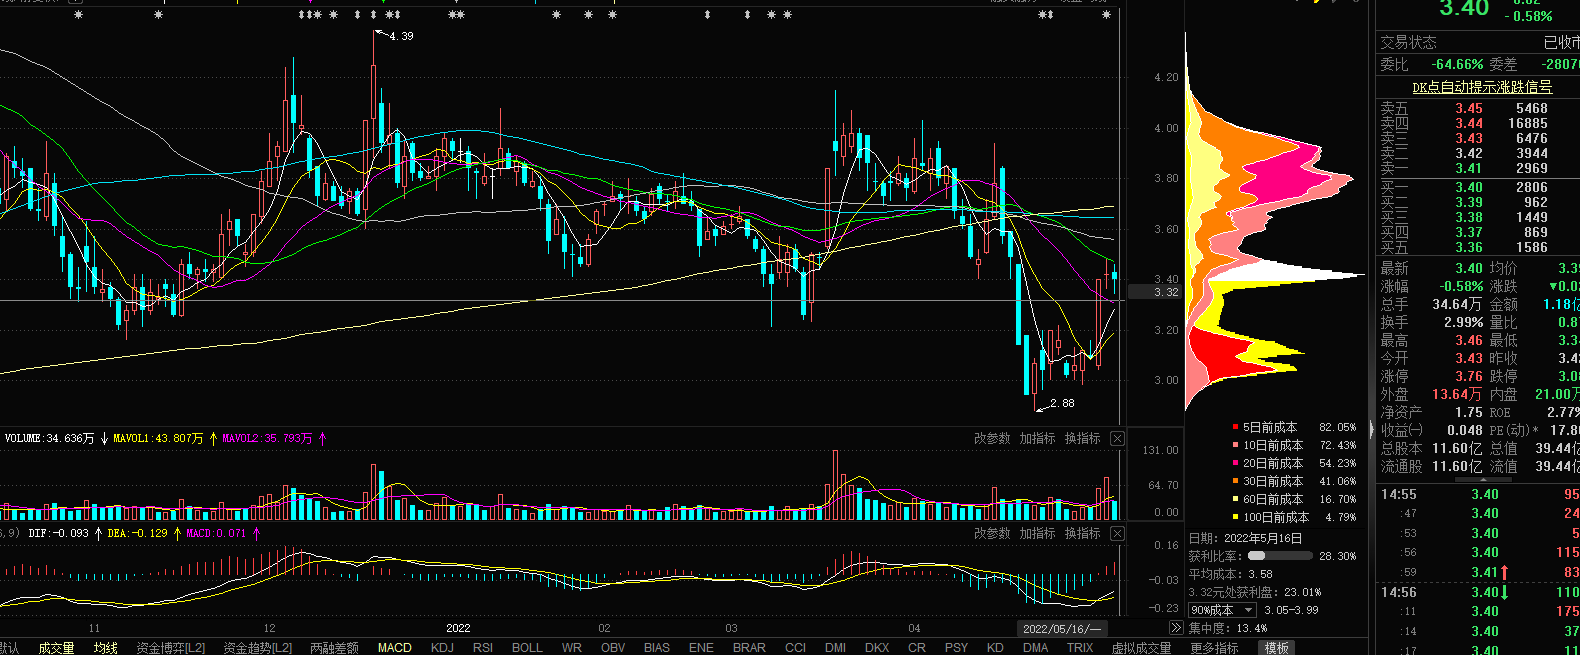 3.40
- 0.58%
交易状态 已收市
委比 -64.66% 委差 -2807
DK点自动提示涨跌信号
卖五 3.45 5468
卖四 3.44 16885
卖三 3.43 6476
卖二 3.42 3944
卖一 3.41 2969
买一 3.40 2806
买二 3.39 962
买三 3.38 1449
买四 3.37 869
买五 3.36 1586
最新 3.40 均价 3.39
涨幅 -0.58% 涨跌 ▼0.0
总手 34.64万 金额 1.18亿
换手 2.99% 量比 0.8
最高 3.46 最低 3.3
今开 3.43 昨收 3.4
涨停 3.76 跌停 3.0
外盘 13.64万 内盘 21.00万
净资产 1.75 ROE 2.77%
收益(一) 0.048 PE(动)* 17.8
总股本 11.60亿 总值 39.44亿
流通股 11.60亿 流值 39.44亿
14:55 3.40 95
:47 3.40 24
:53 3.40 5
:56 3.40 115
:59 3.41 83
14:56 3.40 110
:11 3.40 175
:14 3.40 37
:17 3.40 11
4.39
2.88
4.20
4.00
3.80
3.60
3.40
3.32
3.20
3.00
VOLUME:34.636万 MAVOL1:43.807万 MAVOL2:35.793万
改参数 加指标 换指标
131.00
64.70
0.00
,9) DIF:-0.093 DEA:-0.129 MACD:0.071
改参数 加指标 换指标
0.16
-0.03
-0.23
11 12 2022 02 03 04 2022/05/16/一
5日前成本 82.05%
10日前成本 72.43%
20日前成本 54.23%
30日前成本 41.06%
60日前成本 16.70%
100日前成本 4.79%
日期: 2022年5月16日
获利比率: 28.30%
平均成本: 3.58
3.32元处获利盘: 23.01%
90%成本 3.05-3.99
集中度: 13.4%
默认 成交量 均线 资金博弈[L2] 资金趋势[L2] 两融差额 MACD KDJ RSI BOLL WR OBV BIAS ENE BRAR CCI DMI DKX CR PSY KD DMA TRIX 虚拟成交量 更多指标 模板